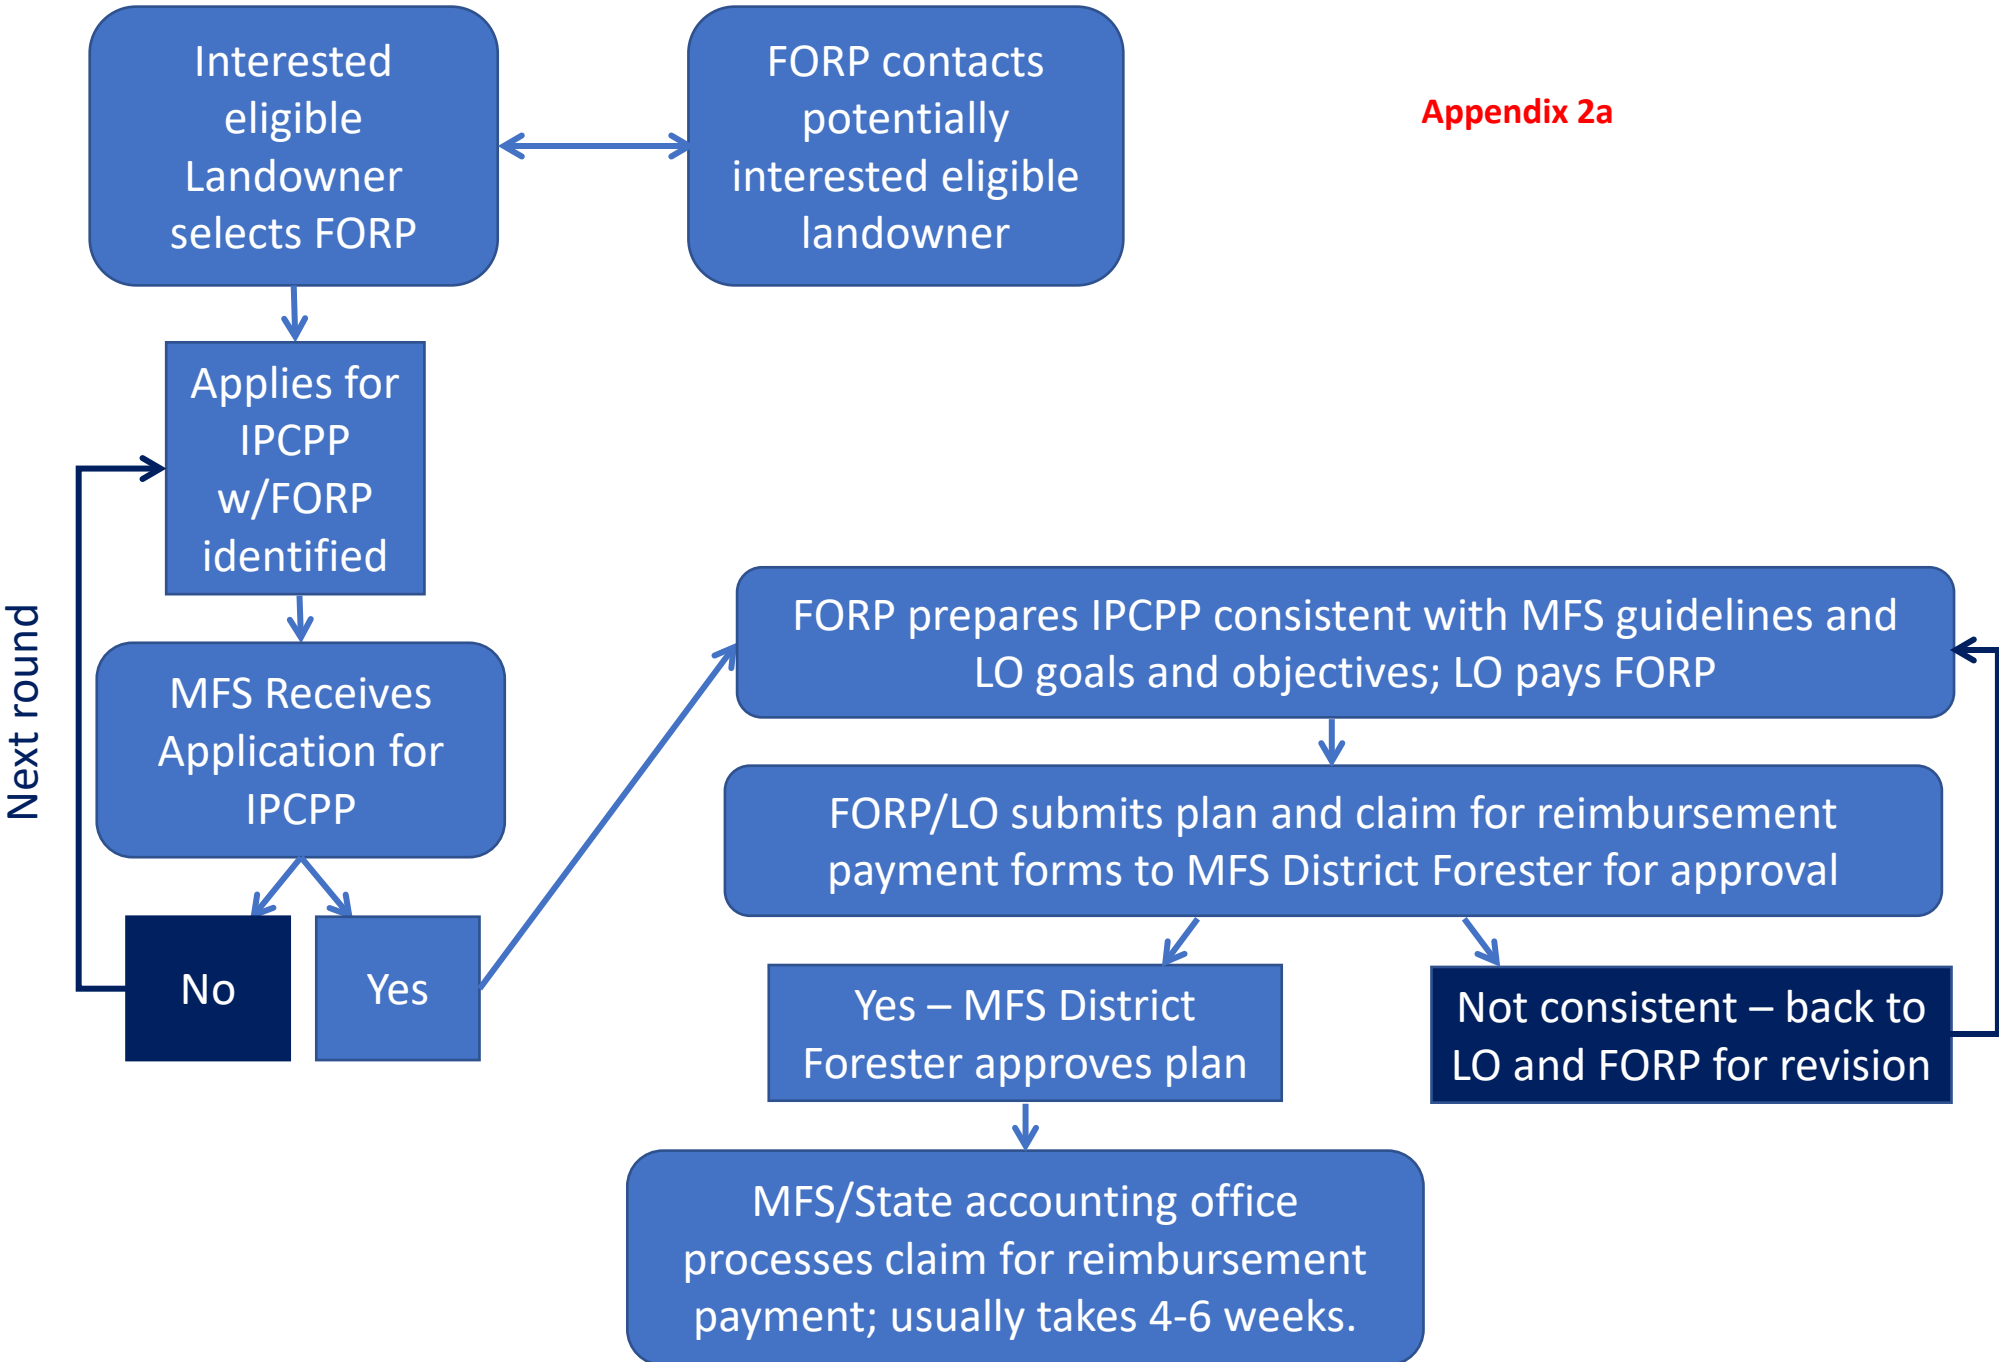 Interested
eligible
Landowner
selects FORP
FORP contacts
potentially
interested eligible
landowner
Appendix 2a
Applies for
IPCPP
w/FORP
identified
Next round
MFS Receives
Application for
IPCPP
No
Yes
FORP prepares IPCPP consistent with MFS guidelines and
LO goals and objectives; LO pays FORP
FORP/LO submits plan and claim for reimbursement
payment forms to MFS District Forester for approval
Yes – MFS District
Forester approves plan
Not consistent – back to
LO and FORP for revision
MFS/State accounting office
processes claim for reimbursement
payment; usually takes 4-6 weeks.